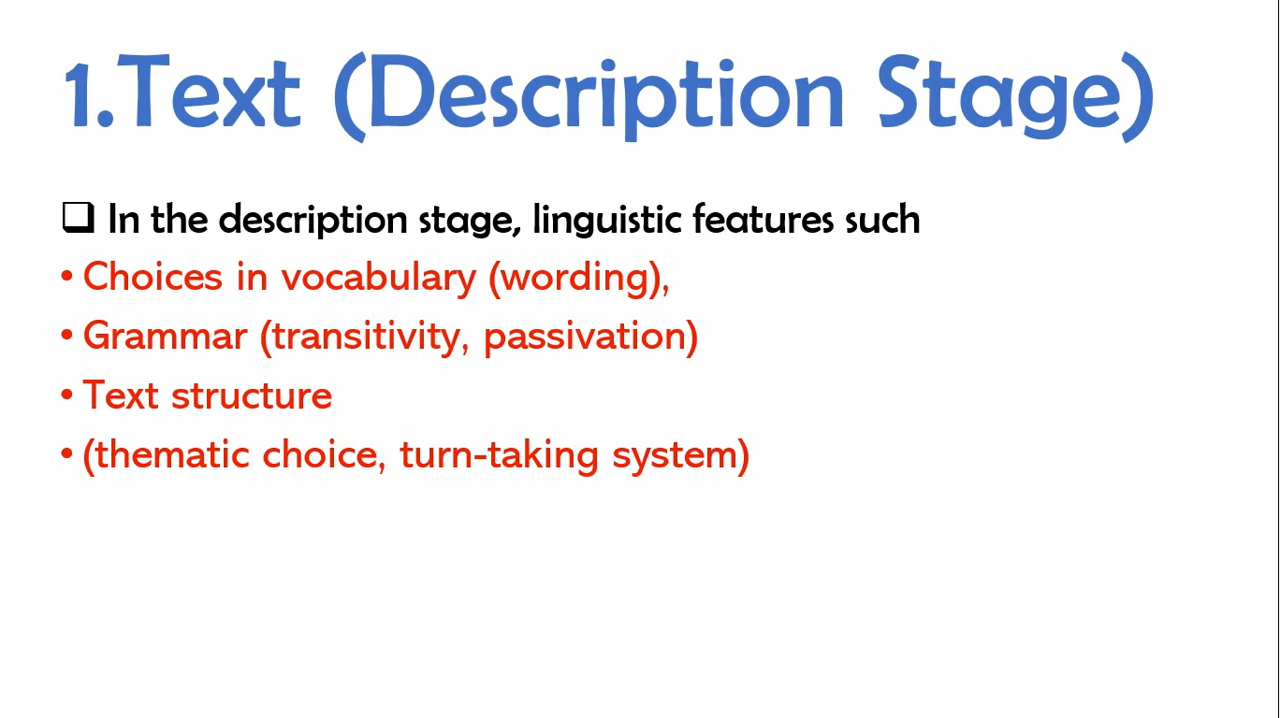 1.Text (Description Stage)
❑ In the description stage, linguistic features such
• Choices in vocabulary (wording),
• Grammar (transitivity, passivation)
• Text structure
• (thematic choice, turn-taking system)